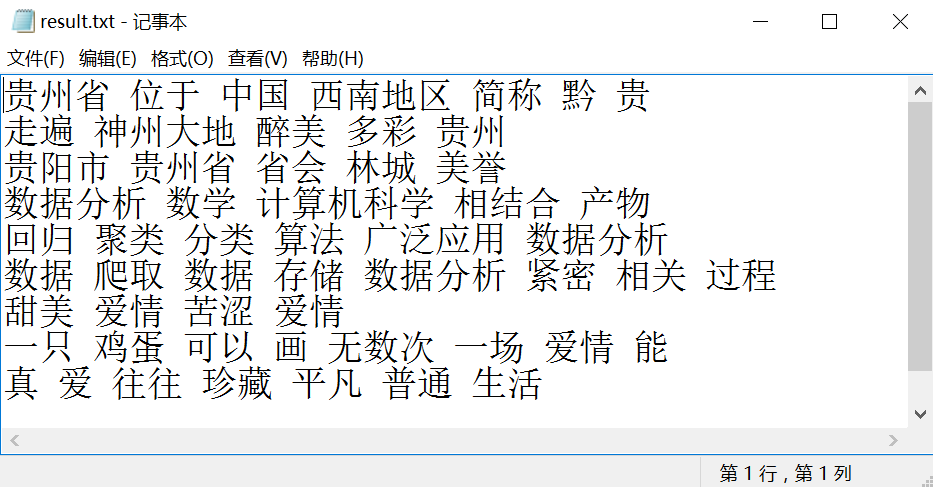 result.txt - 记事本
文件(F) 编辑(E) 格式(O) 查看(V) 帮助(H)
贵州省 位于 中国 西南地区 简称 黔 贵
走遍 神州大地 醉美 多彩 贵州
贵阳市 贵州省 省会 林城 美誉
数据分析 数学 计算机科学 相结合 产物
回归 聚类 分类 算法 广泛应用 数据分析
数据 爬取 数据 存储 数据分析 紧密 相关 过程
甜美 爱情 苦涩 爱情
一只 鸡蛋 可以 画 无数次 一场 爱情 能
真 爱 往往 珍藏 平凡 普通 生活
第 1 行，第 1 列